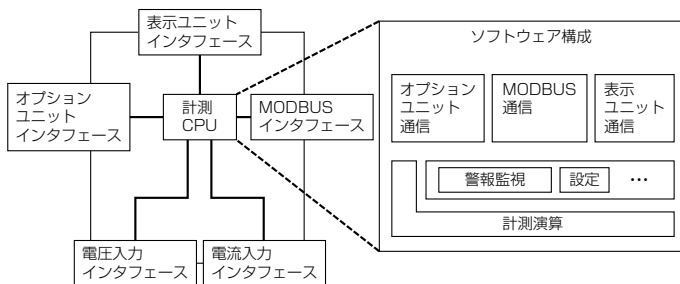 表示ユニット
インタフェース
オプション
ユニット
インタフェース
計測
CPU
MODBUS
インタフェース
電圧入力
インタフェース
電流入力
インタフェース
ソフトウェア構成
オプション
ユニット
通信
MODBUS
通信
表示
ユニット
通信
警報監視
設定
…
計測演算